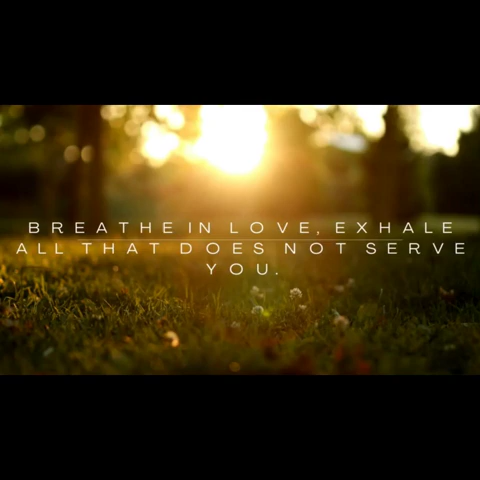 BREATHE IN LOVE, EXHALE
ALL THAT DOES NOT SERVE
YOU.